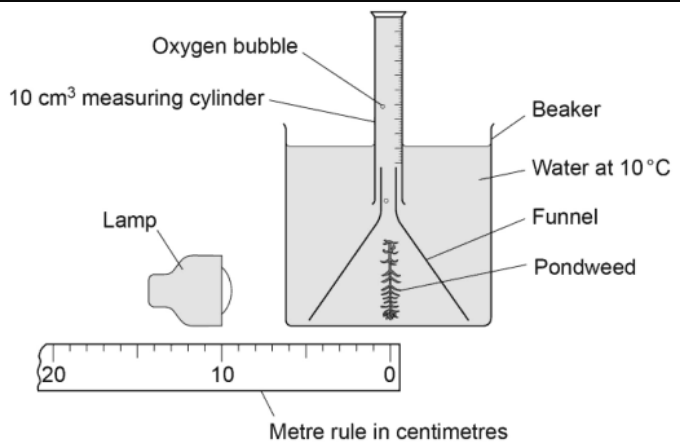 Oxygen bubble
10 cm³ measuring cylinder
Beaker
Water at 10 °C
Funnel
Pondweed
Lamp
20 10 0
Metre rule in centimetres